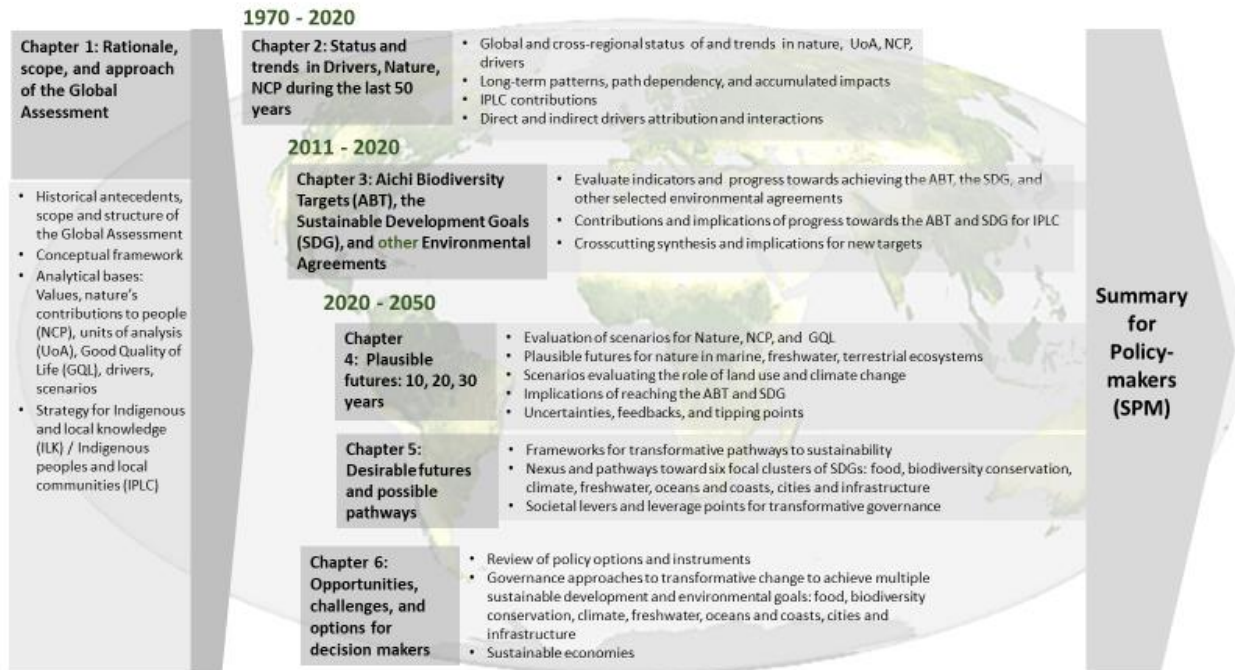 Chapter 1: Rationale,
scope, and approach
of the Global
Assessment
• Historical antecedents,
scope and structure of
the Global Assessment
• Conceptual framework
• Analytical bases:
Values, nature's
contributions to people
(NCP), units of analysis
(UoA), Good Quality of
Life (GQL), drivers,
scenarios
• Strategy for Indigenous
and local knowledge
(ILK) / Indigenous
peoples and local
communities (IPLC)
1970 - 2020
Chapter 2: Status and
trends in Drivers, Nature,
NCP during the last 50
years
• Global and cross-regional status of and trends in nature, UoA, NCP,
drivers
• Long-term patterns, path dependency, and accumulated impacts
• IPLC contributions
• Direct and indirect drivers attribution and interactions
2011 - 2020
Chapter 3: Aichi Biodiversity
Targets (ABT), the
Sustainable Development Goals
(SDG), and other Environmental
Agreements
• Evaluate indicators and progress towards achieving the ABT, the SDG, and
other selected environmental agreements
• Contributions and implications of progress towards the ABT and SDG for IPLC
• Crosscutting synthesis and implications for new targets
2020 - 2050
Chapter
4: Plausible
futures: 10, 20, 30
years
• Evaluation of scenarios for Nature, NCP, and GQL
• Plausible futures for nature in marine, freshwater, terrestrial ecosystems
• Scenarios evaluating the role of land use and climate change
• Implications of reaching the ABT and SDG
• Uncertainties, feedbacks, and tipping points
Chapter 5:
Desirable futures
and possible
pathways
• Frameworks for transformative pathways to sustainability
• Nexus and pathways toward six focal clusters of SDGs: food, biodiversity conservation,
climate, freshwater, oceans and coasts, cities and infrastructure
• Societal levers and leverage points for transformative governance
Chapter 6:
Opportunities,
challenges, and
options for
decision makers
• Review of policy options and instruments
• Governance approaches to transformative change to achieve multiple
sustainable development and environmental goals: food, biodiversity
conservation, climate, freshwater, oceans and coasts, cities and
infrastructure
• Sustainable economies
Summary
for
Policy-
makers
(SPM)